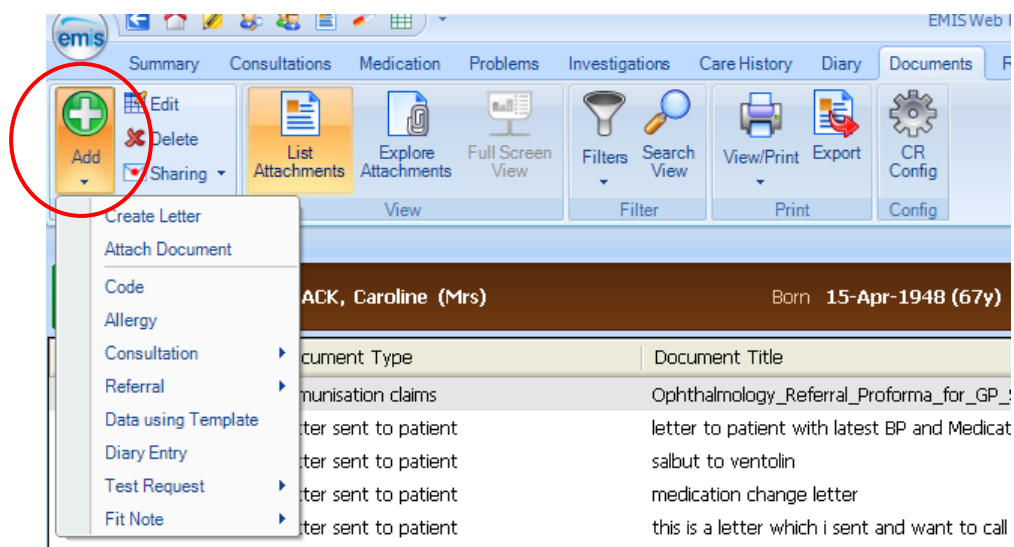 emis
EMIS Web
Summary Consultations Medication Problems Investigations Care History Diary Documents
Add
Edit
Delete
Sharing
List Attachments
Explore Attachments
Full Screen View
Filters
Search View
View/Print
Export
CR Config
View
Filter
Print
Config
Create Letter
Attach Document
Code
Allergy
Consultation
Referral
Data using Template
Diary Entry
Test Request
Fit Note
ACK, Caroline (Mrs) Born 15-Apr-1948 (67y)
cument Type Document Title
munisation claims Ophthalmology_Referral_Proforma_for_GP_
tter sent to patient letter to patient with latest BP and Medicat
tter sent to patient salbut to ventolin
tter sent to patient medication change letter
tter sent to patient this is a letter which i sent and want to call